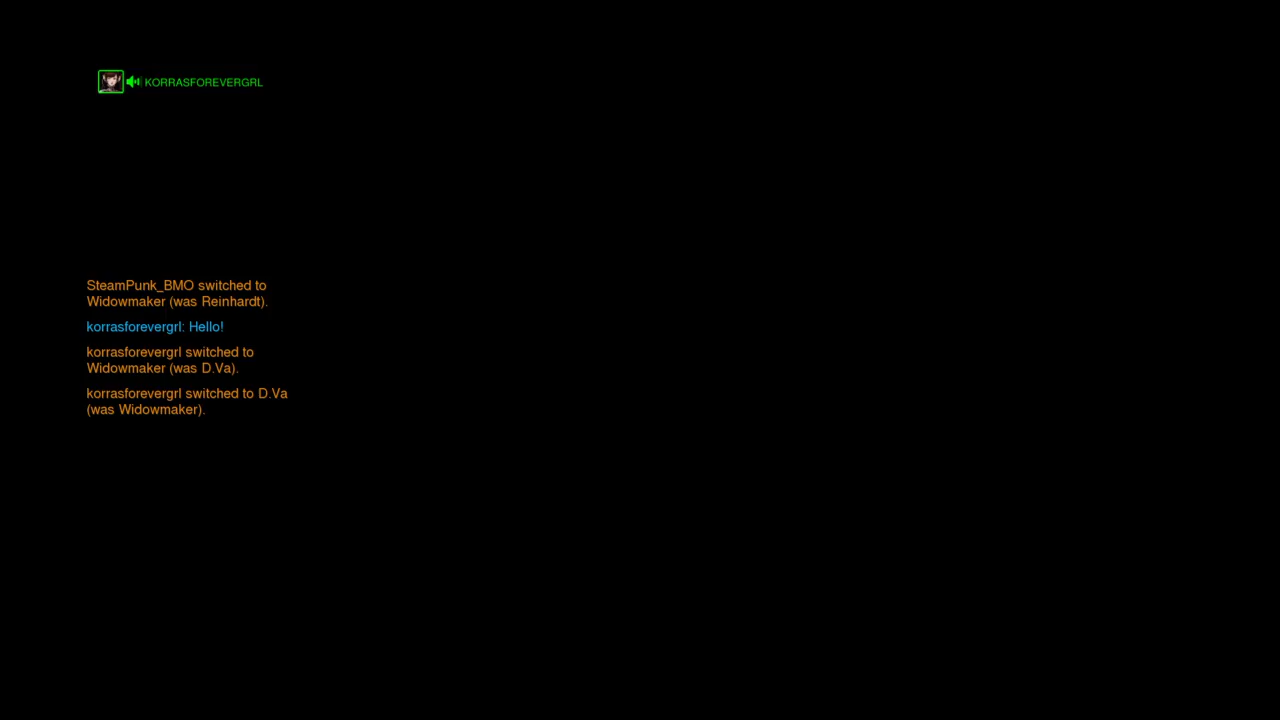 KORRASFOREVERGRL
SteamPunk_BMO switched to
Widowmaker (was Reinhardt).
korrasforevergrl: Hello!
korrasforevergrl switched to
Widowmaker (was D.Va).
korrasforevergrl switched to D.Va
(was Widowmaker).